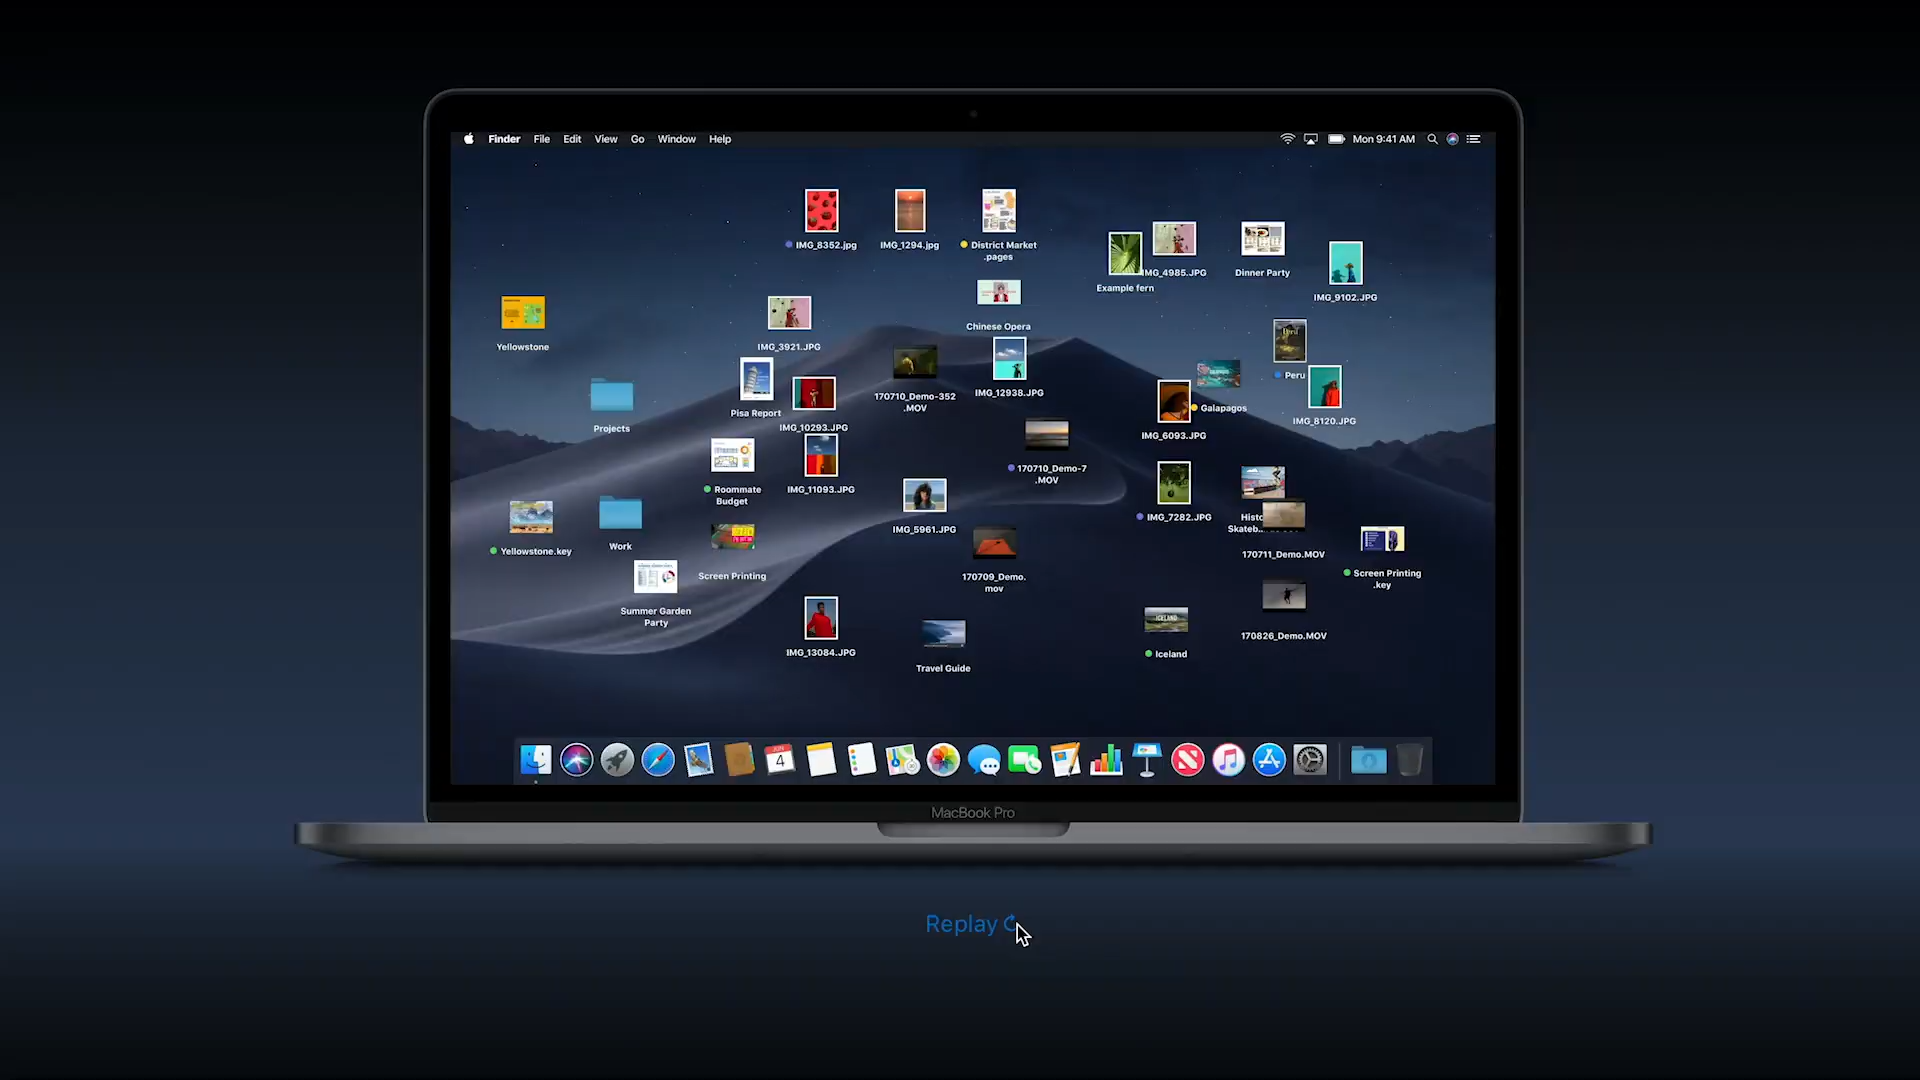 Finder File Edit View Go Window Help Mon 9:41 AM
IMG_8352.jpg
IMG_1294.jpg
District Market
.pages
IMG_4985.JPG
Example fern
Dinner Party
IMG_9102.JPG
Chinese Opera
Yellowstone
IMG_3921.JPG
Peru
IMG_12938.JPG
170710_Demo-352
.MOV
Galapagos
Pisa Report
IMG_8120.JPG
IMG_10293.JPG
Projects
IMG_6093.JPG
170710_Demo-7
.MOV
Roommate
Budget
IMG_11093.JPG
IMG_7282.JPG
IMG_5961.JPG
Yellowstone.key
Work
170711_Demo.MOV
Screen Printing
170709_Demo.
mov
Screen Printing
.key
Summer Garden
Party
170826_Demo.MOV
IMG_13084.JPG
ICELAND
Iceland
Travel Guide
JUN
4
MacBook Pro
Replay